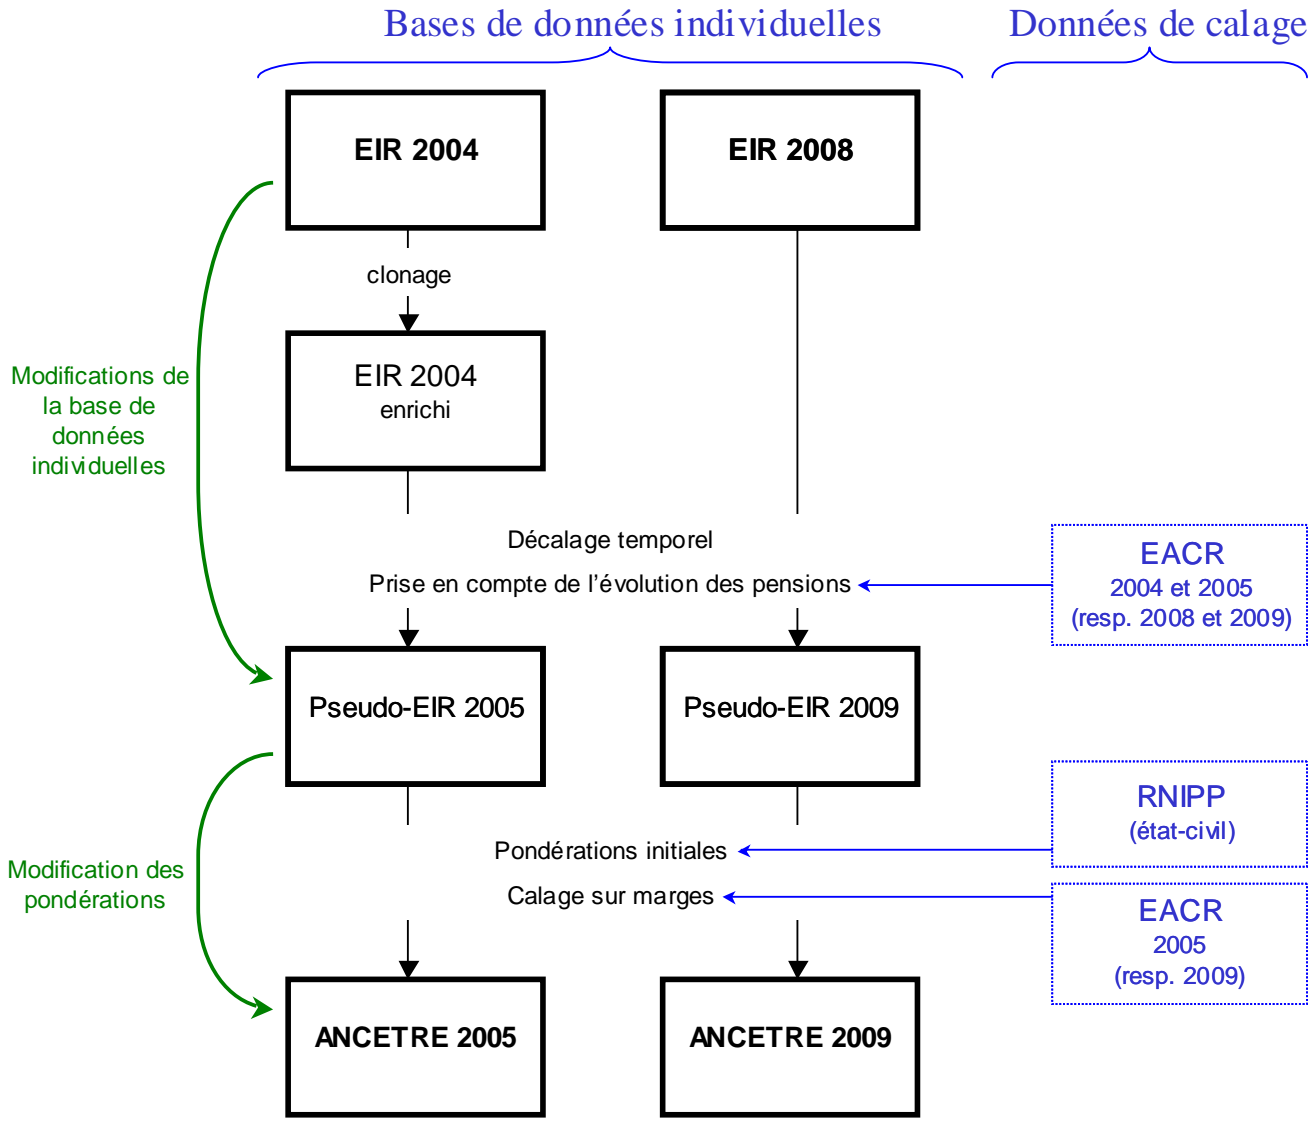 Bases de données individuelles
Données de calage
EIR 2004
EIR 2008
clonage
EIR 2004
enrichi
Modifications de
la base de
données
individuelles
Décalage temporel
Prise en compte de l’évolution des pensions
EACR
2004 et 2005
(resp. 2008 et 2009)
Pseudo-EIR 2005
Pseudo-EIR 2009
RNIPP
(état-civil)
Pondérations initiales
Modification des
pondérations
Calage sur marges
EACR
2005
(resp. 2009)
ANCETRE 2005
ANCETRE 2009